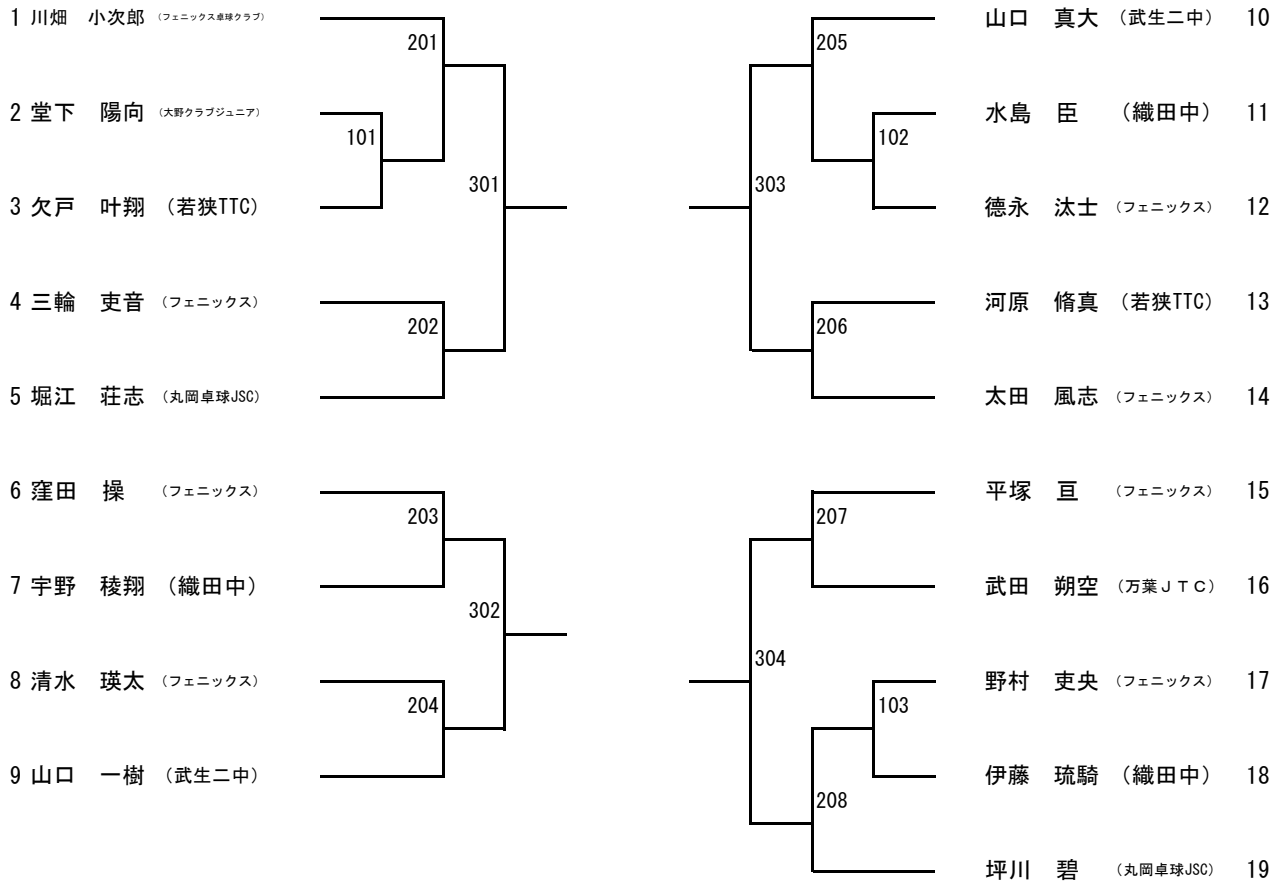 1 川畑　小次郎 （フェニックス卓球クラブ）
201
2 堂下　陽向 （大野クラブジュニア）
101
3 欠戸　叶翔 （若狭TTC）
301
4 三輪　吏音 （フェニックス）
202
5 堀江　荘志 （丸岡卓球JSC）
6 窪田　操 （フェニックス）
203
7 宇野　稜翔 （織田中）
302
8 清水　瑛太 （フェニックス）
204
9 山口　一樹 （武生二中）
山口　真大 （武生二中） 10
205
水島　臣 （織田中） 11
102
303
德永　汰士 （フェニックス） 12
河原　脩真 （若狭TTC） 13
206
太田　風志 （フェニックス） 14
平塚　亘 （フェニックス） 15
207
武田　朔空 （万葉ＪＴＣ） 16
304
野村　吏央 （フェニックス） 17
103
伊藤　琉騎 （織田中） 18
208
坪川　碧 （丸岡卓球JSC） 19